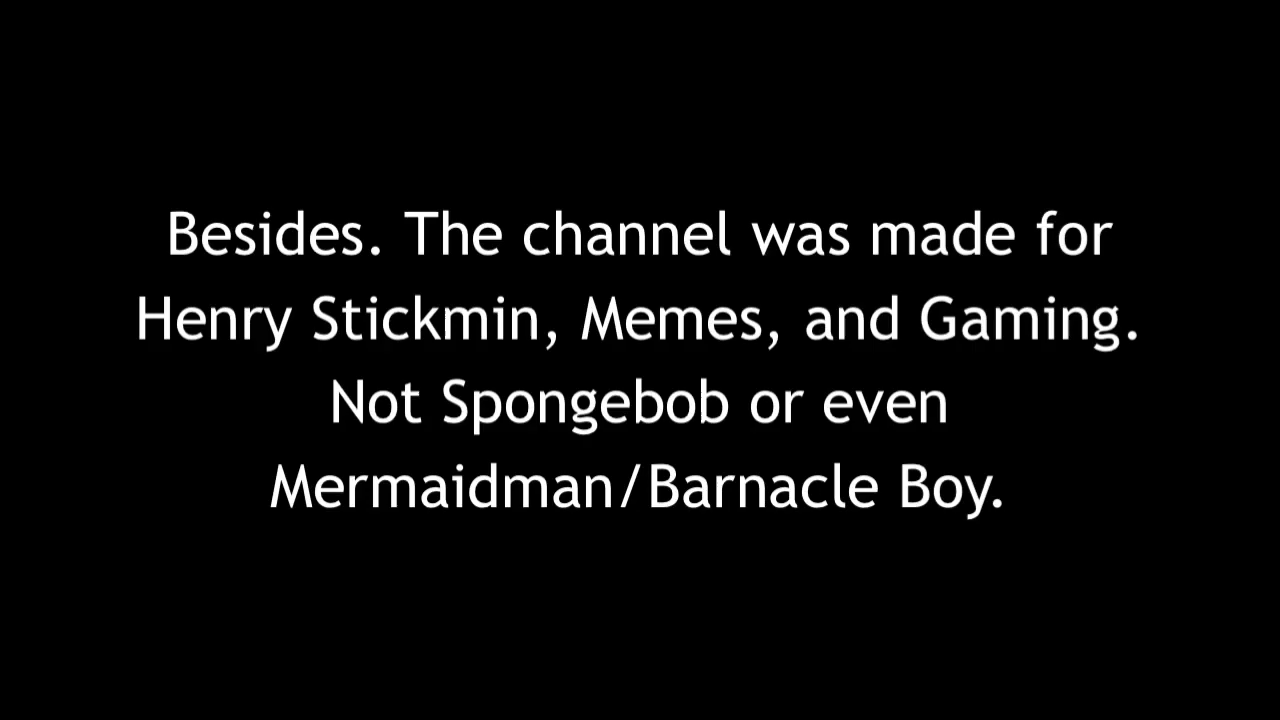 Besides. The channel was made for
Henry Stickmin, Memes, and Gaming.
Not Spongebob or even
Mermaidman/Barnacle Boy.